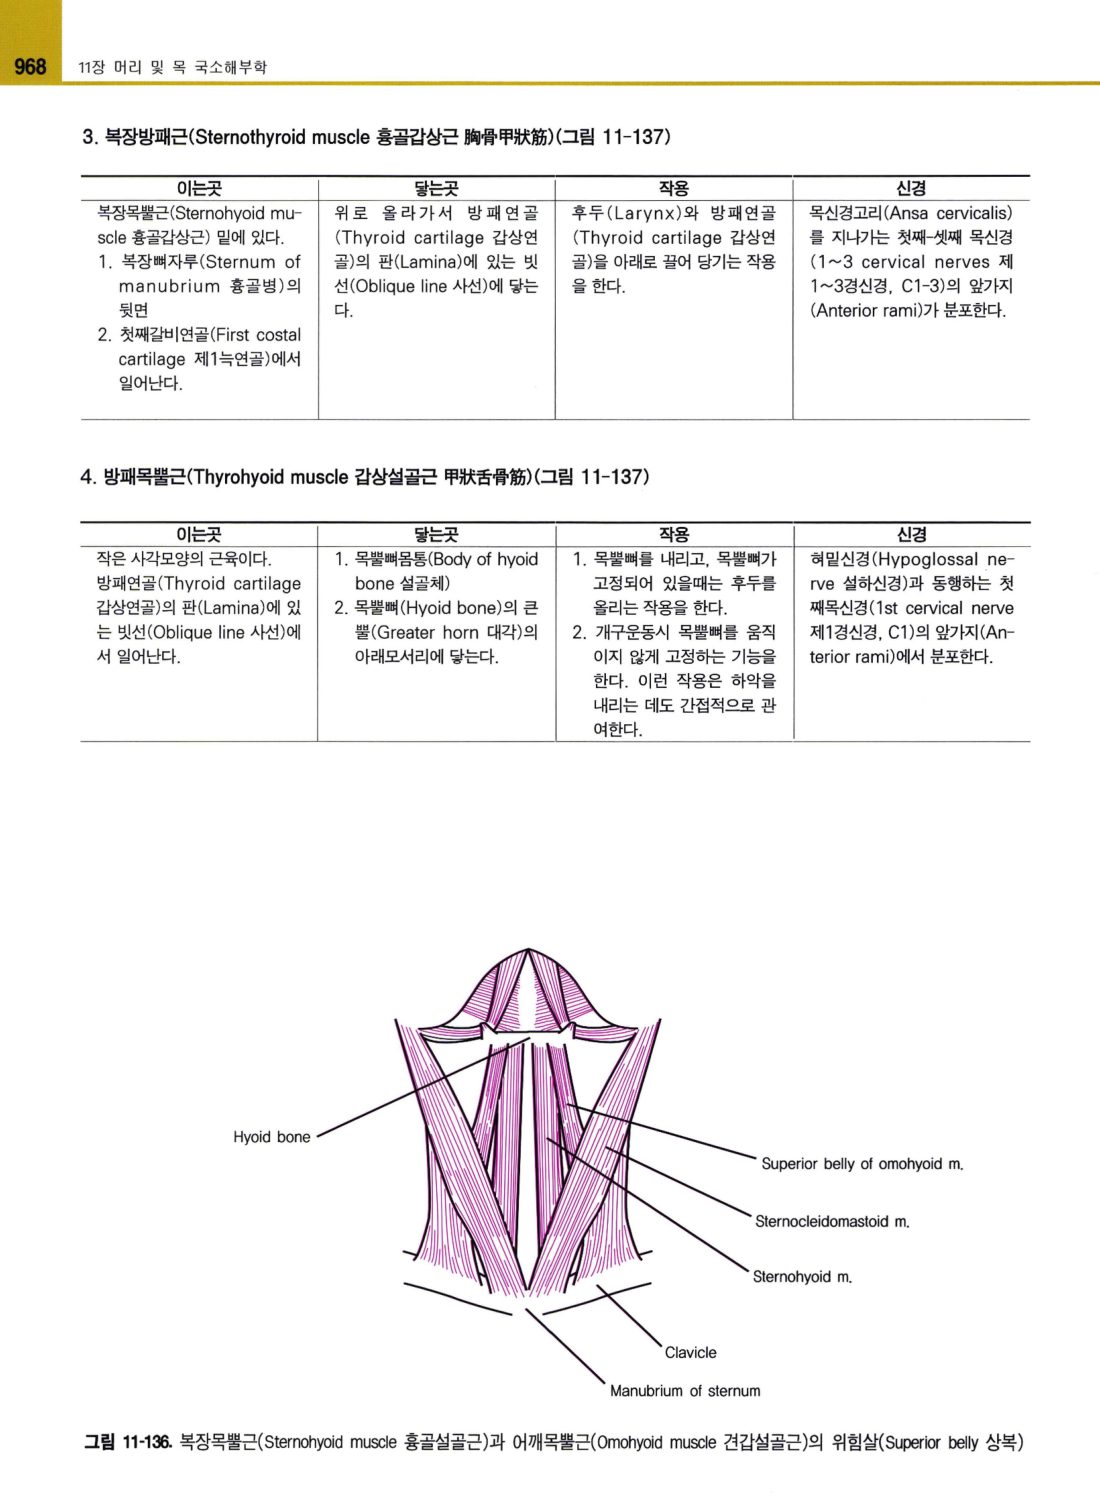 968 11장 머리 및 목 국소해부학
3. 복장방패근(Sternothyroid muscle 흉골갑상근 胸骨甲狀筋)(그림 11-137)
이는곳
복장목뿔근(Sternohyoid mu-
scle 흉골갑상근) 밑에 있다.
1. 복장뼈자루(Sternum of
manubrium 흉골병)의
뒷면
2. 첫째갈비연골(First costal
cartilage 제1늑연골)에서
일어난다.
닿는곳
위로 올라가서 방패연골
(Thyroid cartilage 갑상연
골)의 판(Lamina)에 있는 빗
선(Oblique line 사선)에 닿는
다.
작용
후두(Larynx)와 방패연골
(Thyroid cartilage 갑상연
골)을 아래로 끌어 당기는 작용
을 한다.
신경
목신경고리(Ansa cervicalis)
를 지나가는 첫째-셋째 목신경
(1~3 cervical nerves 제
1~3경신경, C1-3)의 앞가지
(Anterior rami)가 분포한다.
4. 방패목뿔근(Thyrohyoid muscle 갑상설골근 甲狀舌骨筋)(그림 11-137)
이는곳
작은 사각모양의 근육이다.
방패연골(Thyroid cartilage
갑상연골)의 판(Lamina)에 있
는 빗선(Oblique line 사선)에
서 일어난다.
닿는곳
1. 목뿔뼈몸통(Body of hyoid
bone 설골체)
2. 목뿔뼈(Hyoid bone)의 큰
뿔(Greater horn 대각)의
아래모서리에 닿는다.
작용
1. 목뿔뼈를 내리고, 목뿔뼈가
고정되어 있을때는 후두를
올리는 작용을 한다.
2. 개구운동시 목뿔뼈를 움직
이지 않게 고정하는 기능을
한다. 이런 작용은 하악을
내리는 데도 간접적으로 관
여한다.
신경
혀밑신경(Hypoglossal ne-
rve 설하신경)과 동행하는 첫
째목신경(1st cervical nerve
제1경신경, C1)의 앞가지(An-
terior rami)에서 분포한다.
Hyoid bone
Superior belly of omohyoid m.
Sternocleidomastoid m.
Sternohyoid m.
Clavicle
Manubrium of sternum
그림 11-136. 복장목뿔근(Sternohyoid muscle 흉골설골근)과 어깨목뿔근(Omohyoid muscle 견갑설골근)의 위힘살(Superior belly 상복)